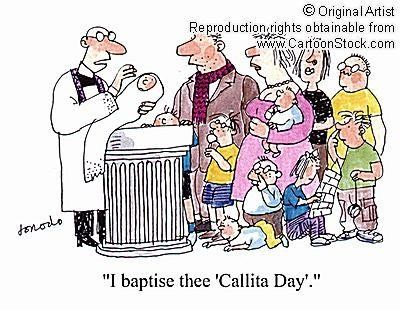 © Original Artist
Reproduction rights obtainable from
www.CartoonStock.com
"I baptise thee 'Callita Day'."